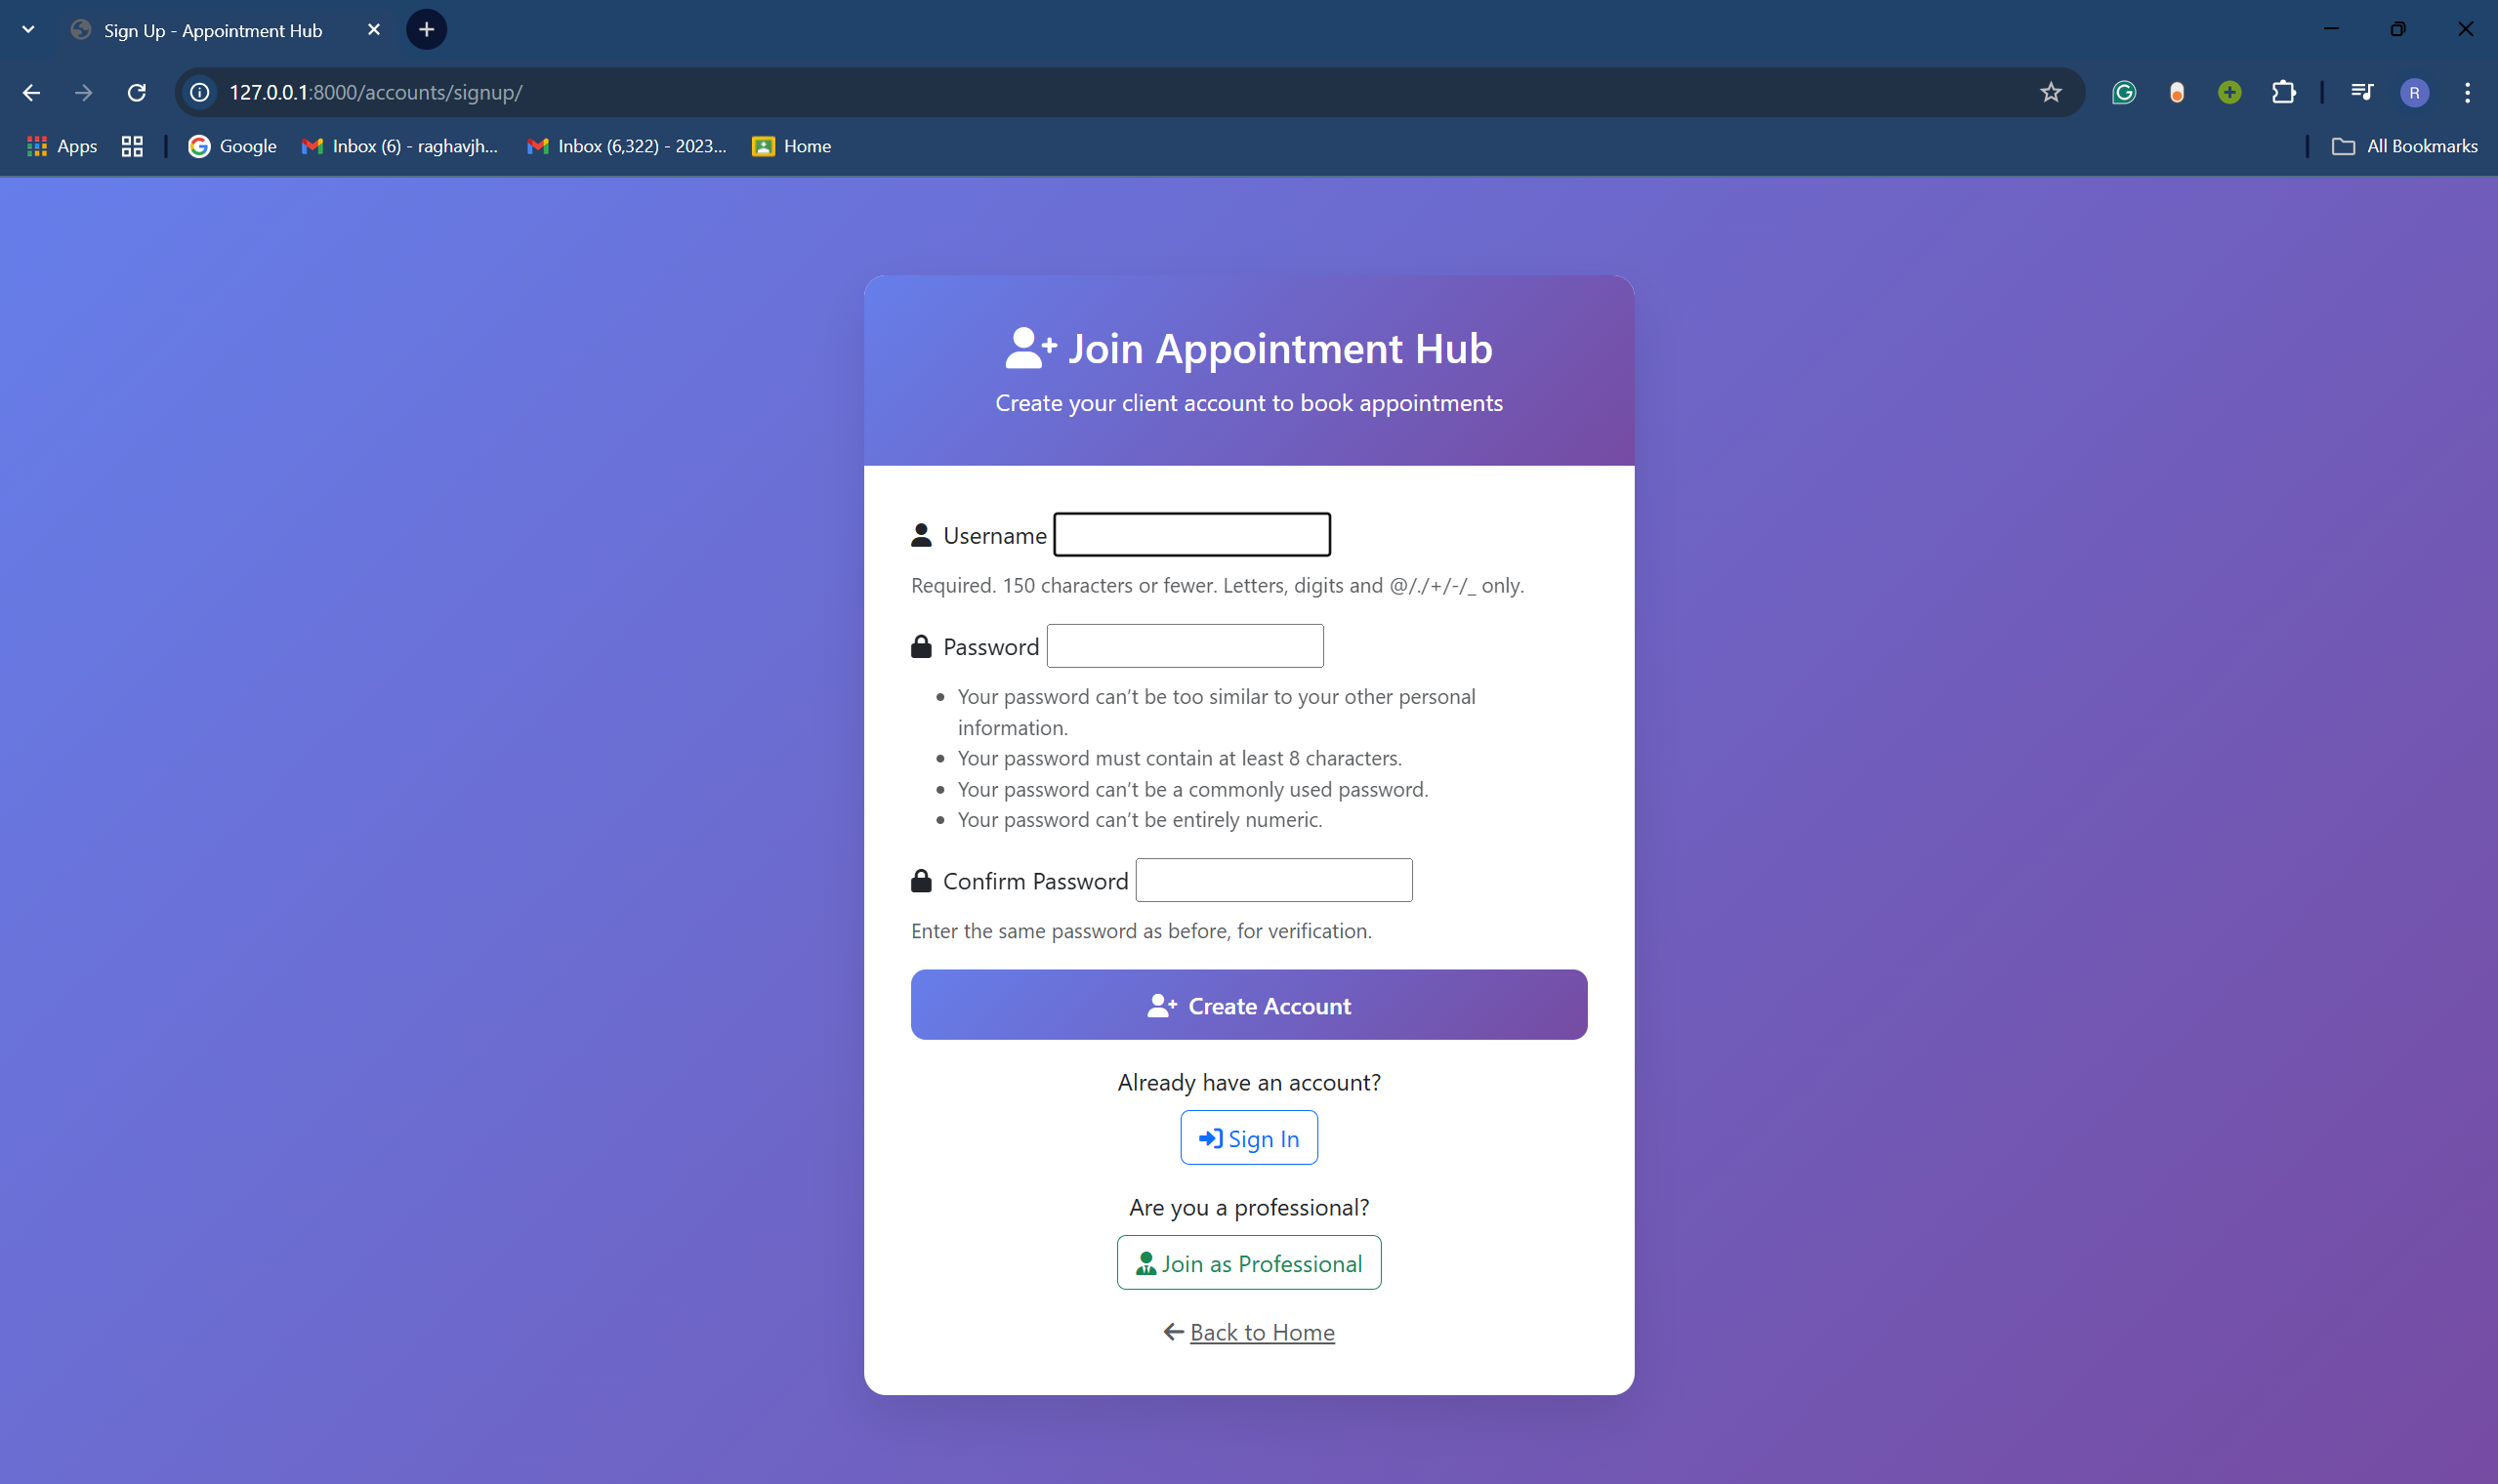 Sign Up - Appointment Hub
127.0.0.1:8000/accounts/signup/
R
Apps
Google
Inbox (6) - raghavjh...
Inbox (6,322) - 2023...
Home
All Bookmarks
Join Appointment Hub
Create your client account to book appointments
Username
Required. 150 characters or fewer. Letters, digits and @/./+/-/_ only.
Password
Your password can’t be too similar to your other personal
information.
Your password must contain at least 8 characters.
Your password can’t be a commonly used password.
Your password can’t be entirely numeric.
Confirm Password
Enter the same password as before, for verification.
Create Account
Already have an account?
Sign In
Are you a professional?
Join as Professional
Back to Home